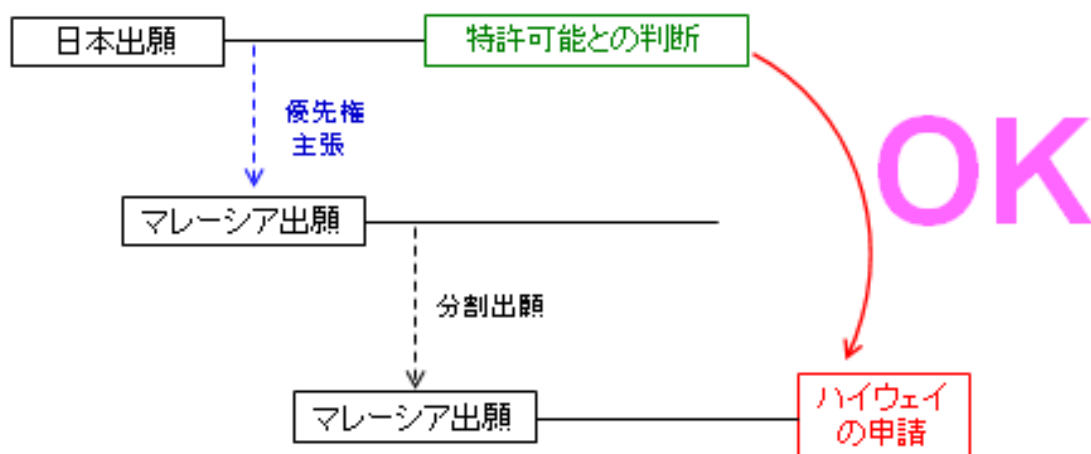 日本出願
特許可能との判断
優先権
主張
OK
マレーシア出願
分割出願
マレーシア出願
ハイウェイ
の申請